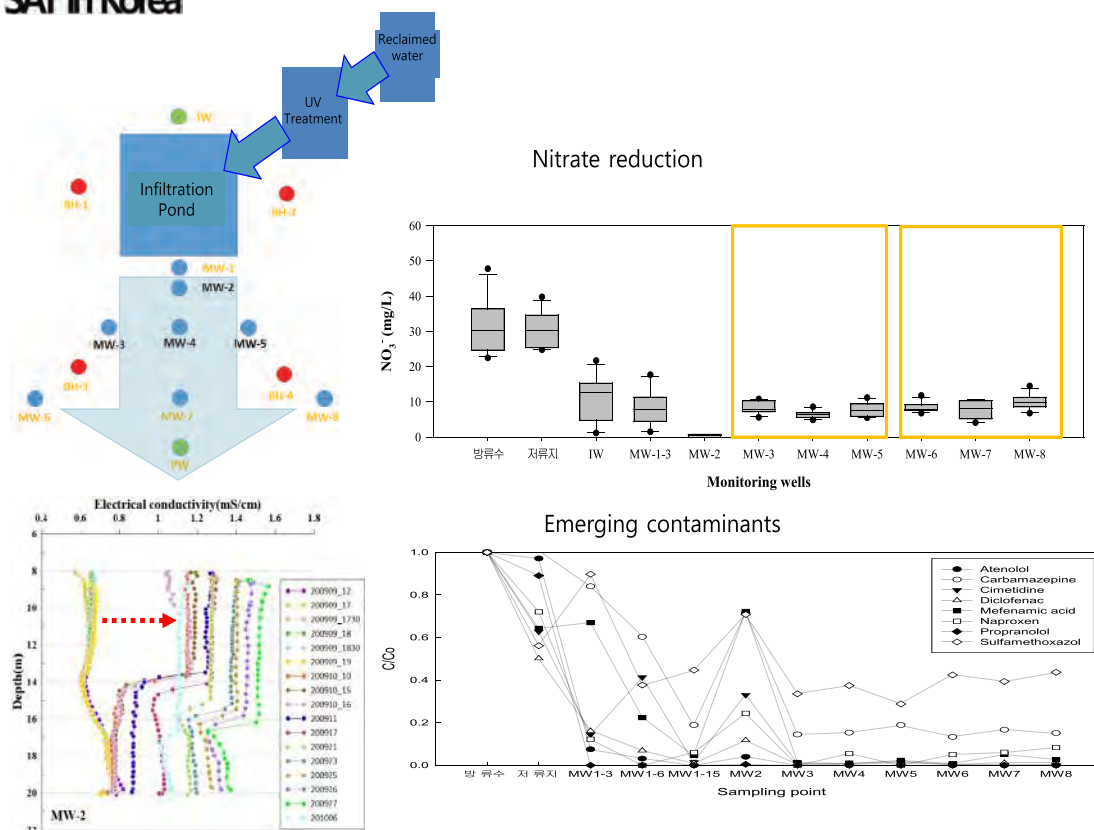 SAT in Korea
Reclaimed
water
UV
Treatment
IW
Infiltration
Pond
BH-1
BH-2
MW-1
MW-2
MW-3
MW-4
MW-5
BH-3
BH-4
MW-6
MW-7
MW-8
PW
Nitrate reduction
60
50
40
30
20
10
0
NO3- (mg/L)
방류수 저류지 IW MW-1-3 MW-2 MW-3 MW-4 MW-5 MW-6 MW-7 MW-8
Monitoring wells
Electrical conductivity(mS/cm)
0.4 0.6 0.8 1 1.2 1.4 1.6 1.8
6
8
10
12
14
16
18
20
22
Depth(m)
MW-2
200909_12
200909_17
200909_1730
200909_18
200909_1830
200909_19
200910_10
200910_15
200910_16
200911
200917
200921
200923
200925
200926
200927
201006
Emerging contaminants
1.0
0.8
0.6
0.4
0.2
0.0
C/Co
Atenolol
Carbamazepine
Cimetidine
Diclofenac
Mefenamic acid
Naproxen
Propranolol
Sulfamethoxazol
방류수 저류지 MW1-3 MW1-6 MW1-15 MW2 MW3 MW4 MW5 MW6 MW7 MW8
Sampling point